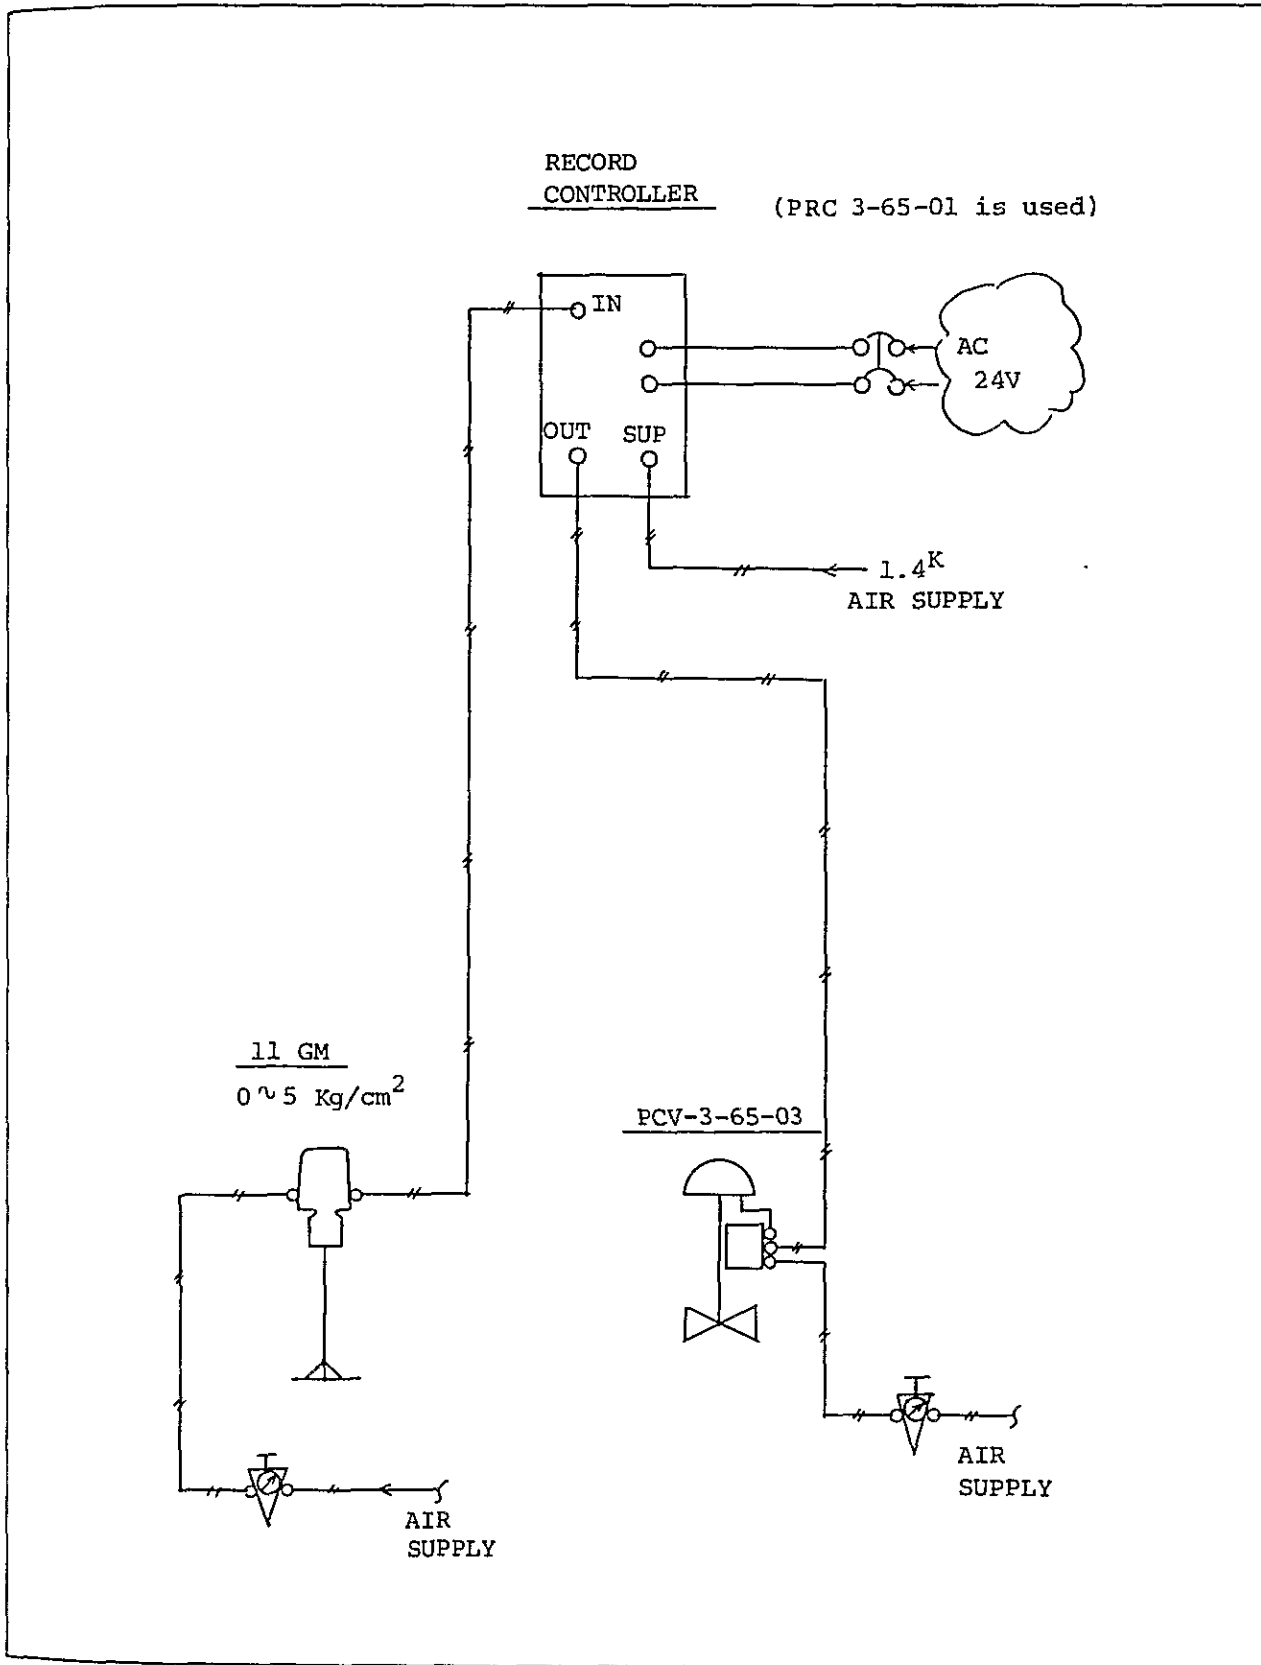 RECORD
CONTROLLER
(PRC 3-65-01 is used)
IN
AC
24V
OUT SUP
1.4K
AIR SUPPLY
11 GM
0~5 Kg/cm²
PCV-3-65-03
AIR
SUPPLY
AIR
SUPPLY